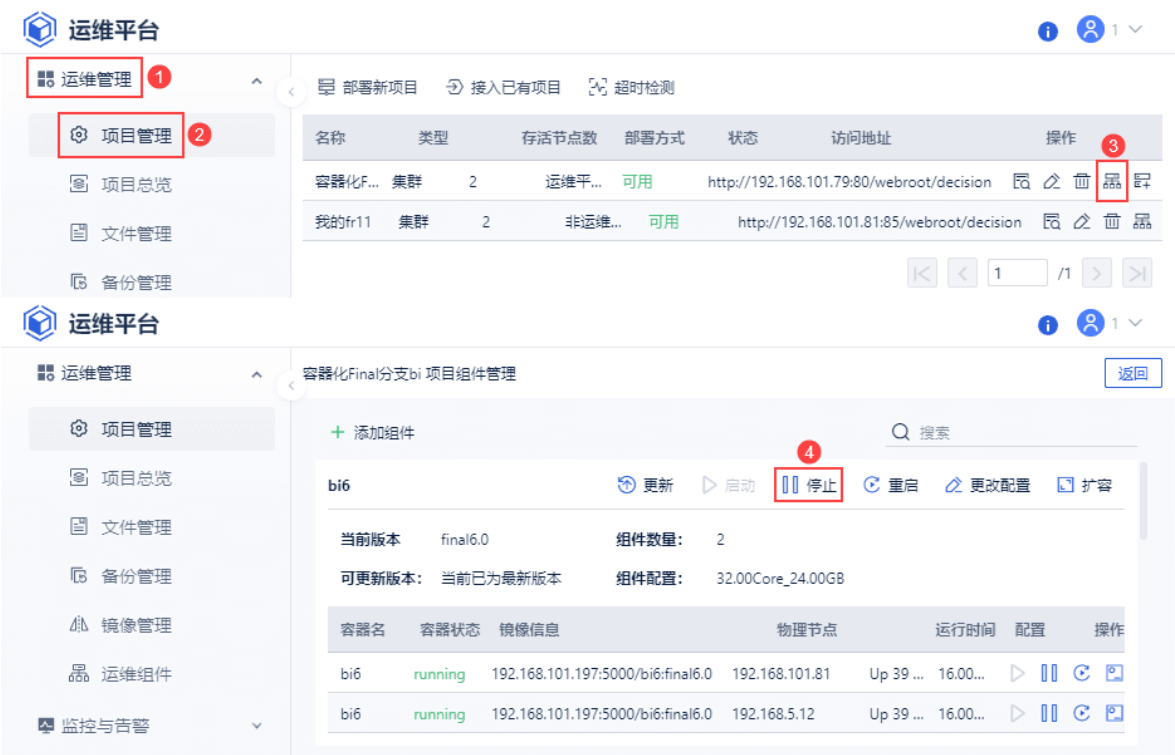 运维平台
1
运维管理 1
项目管理 2
项目总览
文件管理
备份管理
部署新项目 接入已有项目 超时检测
名称 类型 存活节点数 部署方式 状态 访问地址 操作 3
容器化F... 集群 2 运维平... 可用 http://192.168.101.79:80/webroot/decision
我的fr11 集群 2 非运维... 可用 http://192.168.101.81:85/webroot/decision
1 /1
运维平台
1
运维管理
项目管理
项目总览
文件管理
备份管理
镜像管理
运维组件
监控与告警
容器化Final分支bi 项目组件管理 返回
添加组件 搜索
4
bi6 更新 启动 停止 重启 更改配置 扩容
当前版本 final6.0 组件数量: 2
可更新版本: 当前已为最新版本 组件配置: 32.00Core_24.00GB
容器名 容器状态 镜像信息 物理节点 运行时间 配置 操作
bi6 running 192.168.101.197:5000/bi6:final6.0 192.168.101.81 Up 39 ... 16.00...
bi6 running 192.168.101.197:5000/bi6:final6.0 192.168.5.12 Up 39 ... 16.00...